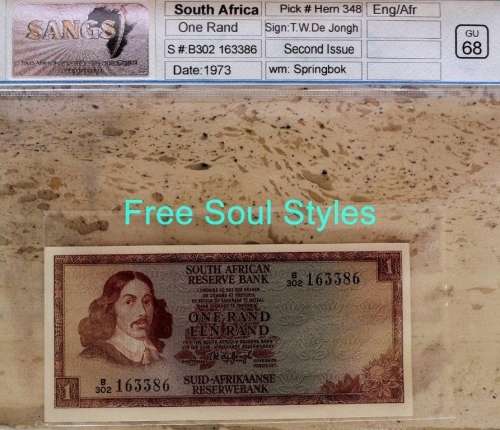 SANGS
South Africa
Pick # Hern 348
Eng/Afr
One Rand
Sign:T.W.De Jongh
S #:B302 163386
Second Issue
Date:1973
wm: Springbok
GU
68
Free Soul Styles
SOUTH AFRICAN
RESERVE BANK
B/302 163386
1
ONE RAND
EEN RAND
1
B/302 163386
SUID-AFRIKAANSE
RESERWEBANK